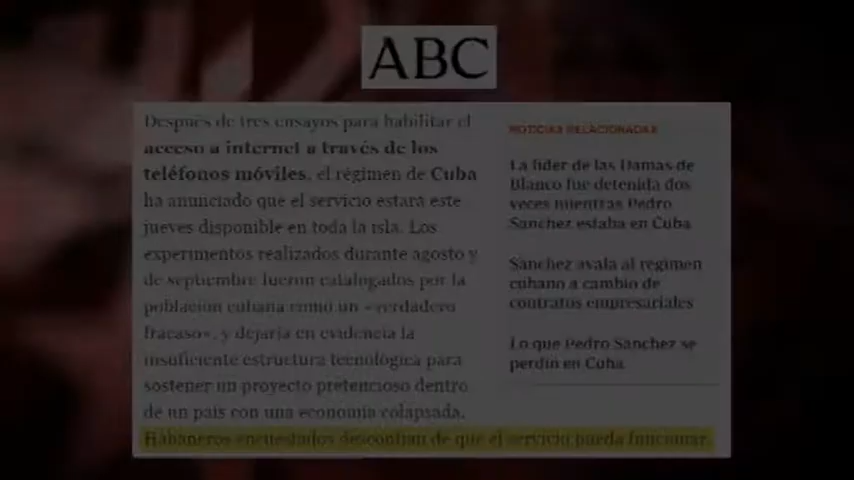 ABC
Después de tres ensayos para habilitar el
acceso a internet a través de los
teléfonos móviles, el régimen de Cuba
ha anunciado que el servicio estará este
jueves disponible en toda la isla. Los
experimentos realizados durante agosto y
de septiembre fueron catalogados por la
población cubana como un «verdadero
fracaso», y dejaría en evidencia la
insuficiente estructura tecnológica para
sostener un proyecto pretencioso dentro
de un país con una economía colapsada.
Habaneros encuestados desconfían de que el servicio pueda funcionar.
NOTICIAS RELACIONADAS
La líder de las Damas de
Blanco fue detenida dos
veces mientras Pedro
Sánchez estaba en Cuba
Sánchez avala al régimen
cubano a cambio de
contratos empresariales
Lo que Pedro Sánchez se
perdió en Cuba